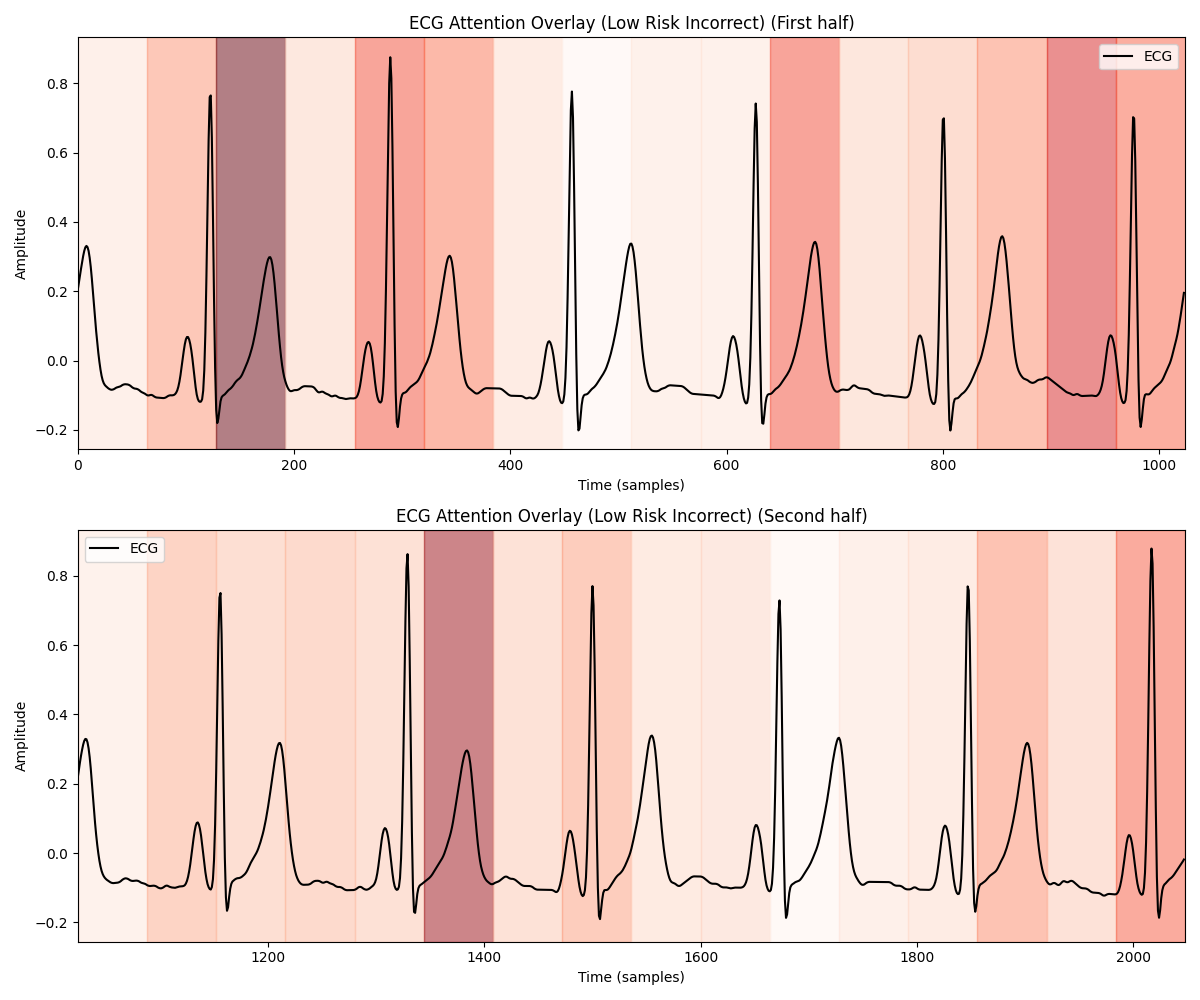 ECG Attention Overlay (Low Risk Incorrect) (First half)
ECG
Amplitude
0.8
0.6
0.4
0.2
0.0
−0.2
0 200 400 600 800 1000
Time (samples)
ECG Attention Overlay (Low Risk Incorrect) (Second half)
ECG
Amplitude
0.8
0.6
0.4
0.2
0.0
−0.2
1200 1400 1600 1800 2000
Time (samples)